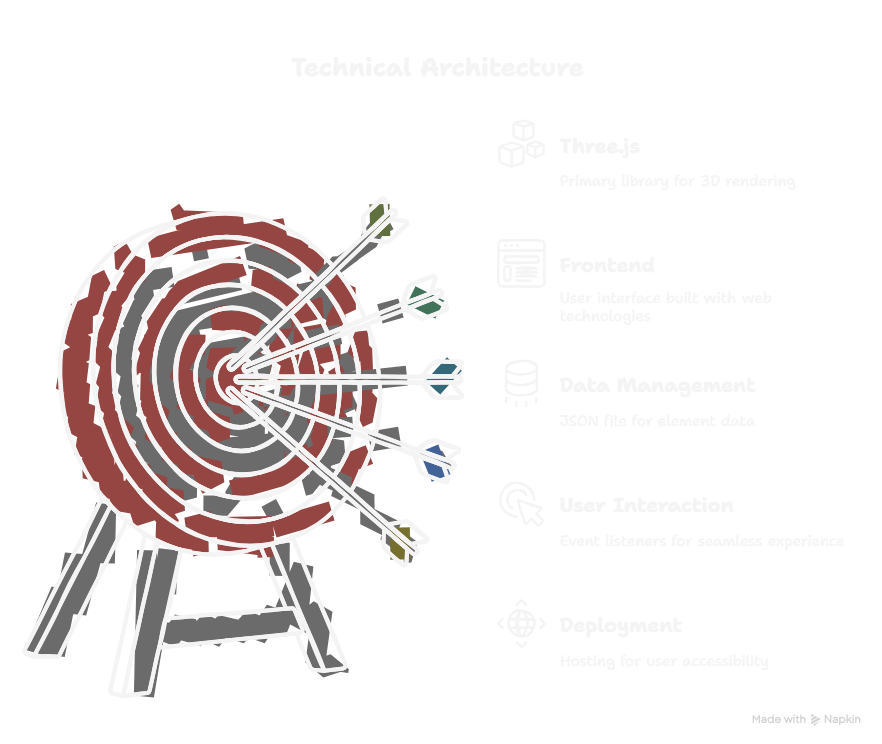 Technical Architecture
Three.js
Primary library for 3D rendering
Frontend
User interface built with web
technologies
Data Management
JSON file for element data
User Interaction
Event listeners for seamless experience
Deployment
Hosting for user accessibility
Made with Napkin